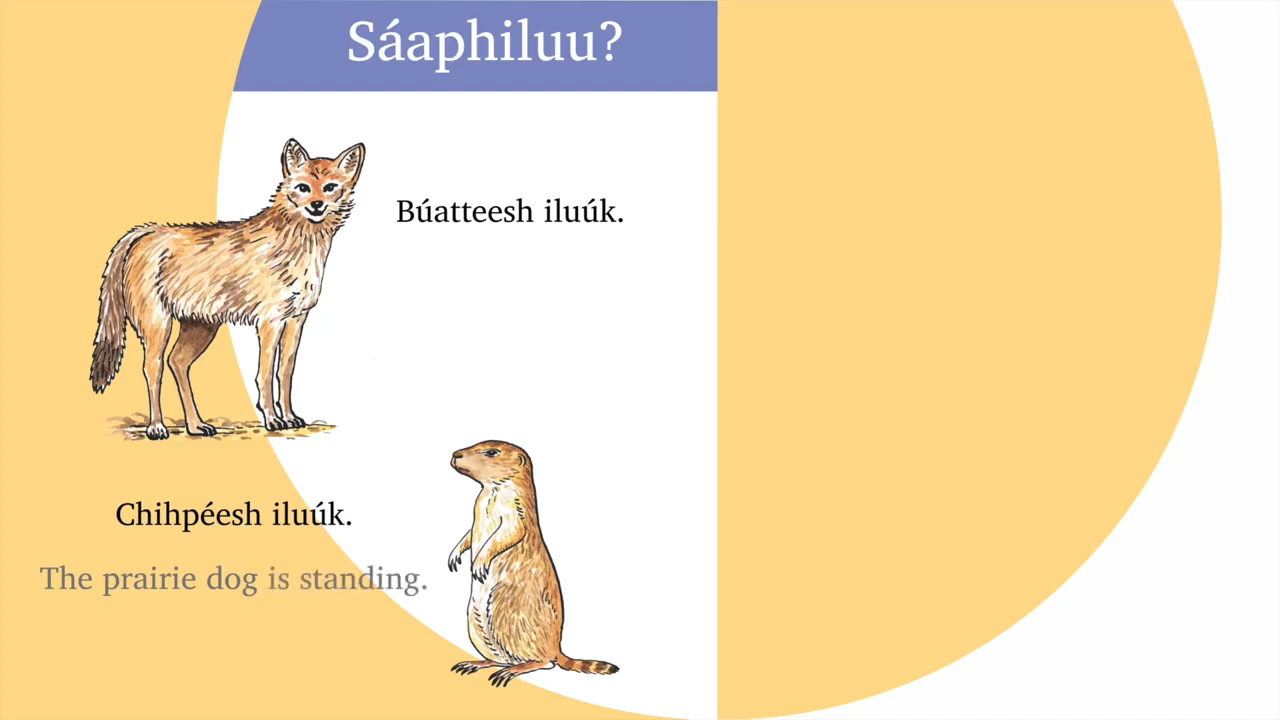 Sáaphiluu?
Búatteesh iluúk.
Chihpéesh iluúk.
The prairie dog is standing.